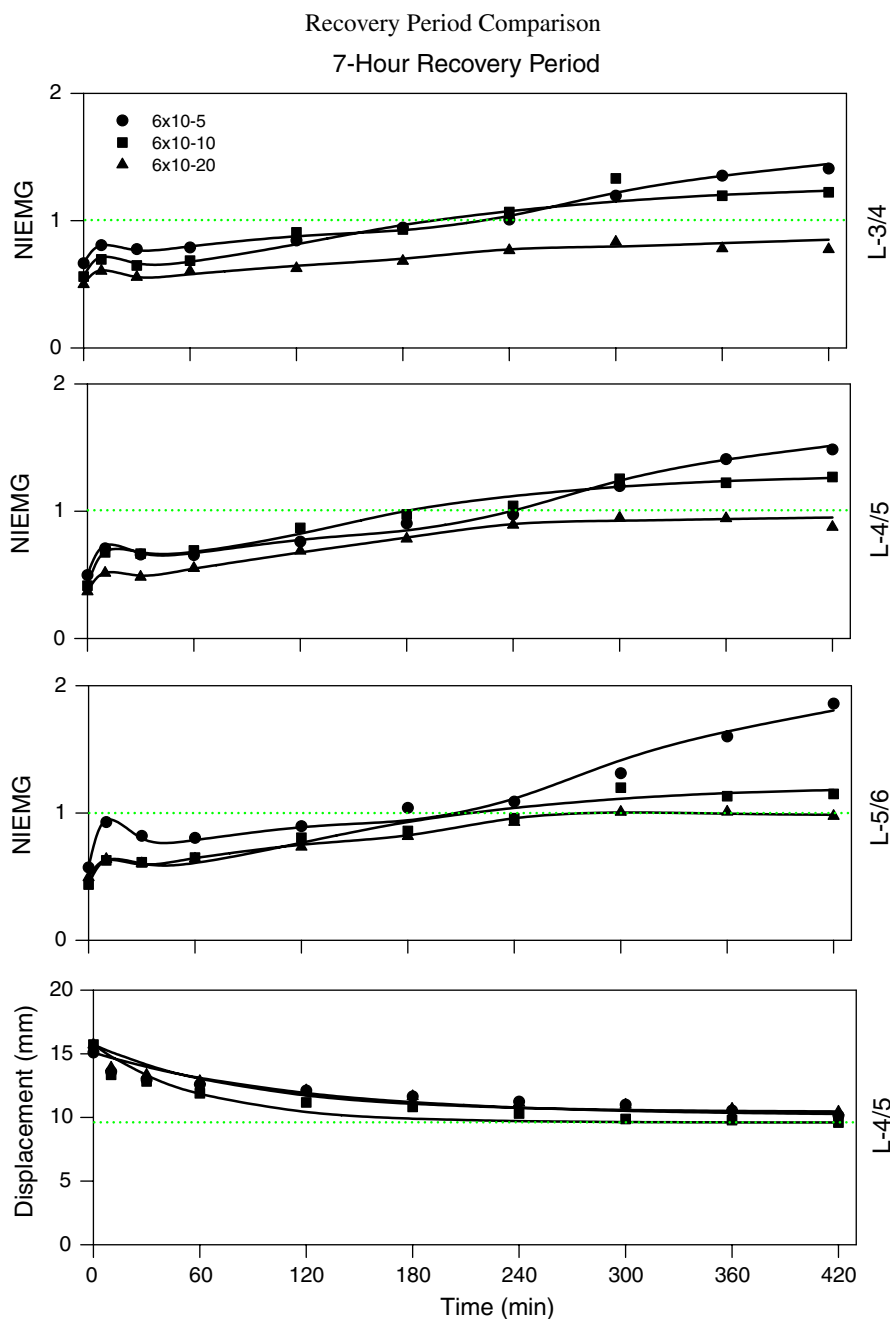 Recovery Period Comparison
7-Hour Recovery Period
2
6x10-5
6x10-10
6x10-20
1
0
NIEMG
L-3/4
2
1
0
NIEMG
L-4/5
2
1
0
NIEMG
L-5/6
20
15
10
5
0
Displacement (mm)
L-4/5
0 60 120 180 240 300 360 420
Time (min)